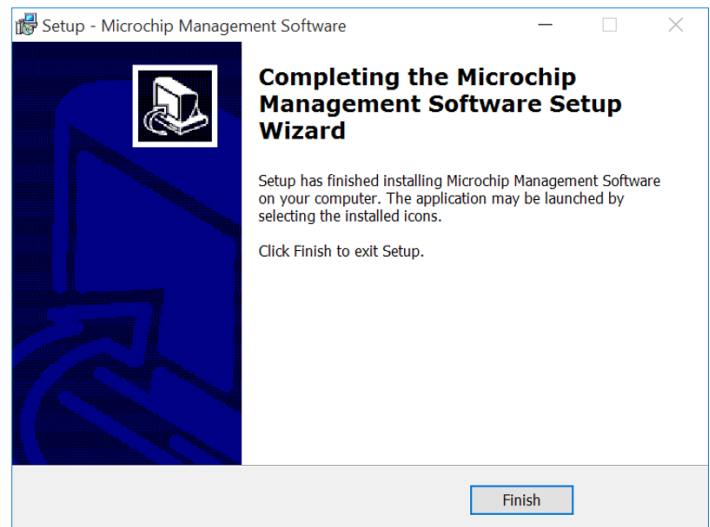 Setup - Microchip Management Software
Completing the Microchip
Management Software Setup
Wizard
Setup has finished installing Microchip Management Software
on your computer. The application may be launched by
selecting the installed icons.
Click Finish to exit Setup.
Finish